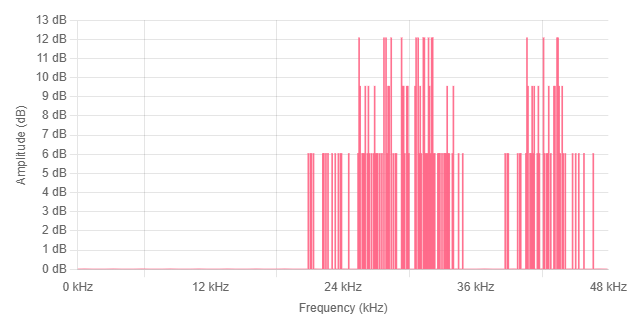 13 dB
12 dB
11 dB
10 dB
9 dB
8 dB
7 dB
6 dB
5 dB
4 dB
3 dB
2 dB
1 dB
0 dB
Amplitude (dB)
0 kHz 12 kHz 24 kHz 36 kHz 48 kHz
Frequency (kHz)